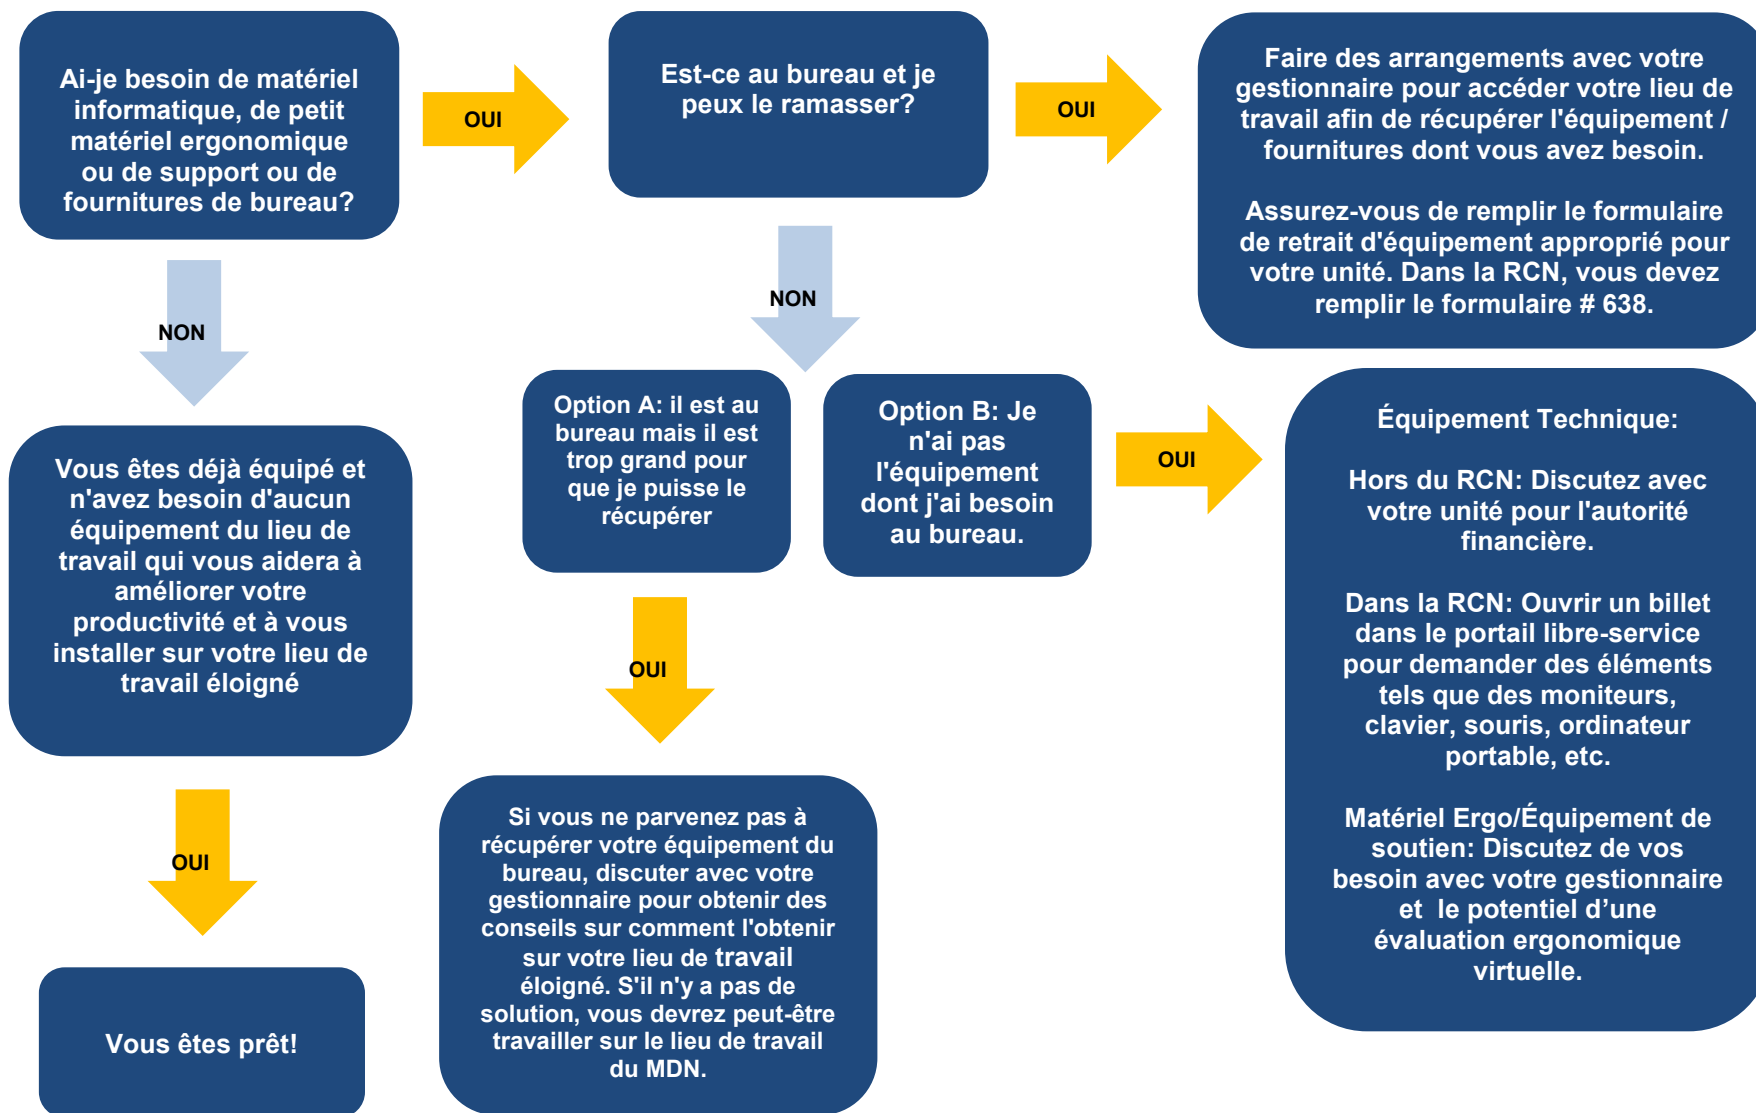 Ai-je besoin de matériel
informatique, de petit
matériel ergonomique
ou de support ou de
fournitures de bureau?
OUI
Est-ce au bureau et je
peux le ramasser?
OUI
Faire des arrangements avec votre
gestionnaire pour accéder votre lieu de
travail afin de récupérer l'équipement /
fournitures dont vous avez besoin.
Assurez-vous de remplir le formulaire
de retrait d'équipement approprié pour
votre unité. Dans la RCN, vous devez
remplir le formulaire # 638.
NON
NON
Vous êtes déjà équipé et
n'avez besoin d'aucun
équipement du lieu de
travail qui vous aidera à
améliorer votre
productivité et à vous
installer sur votre lieu de
travail éloigné
Option A: il est au
bureau mais il est
trop grand pour
que je puisse le
récupérer
Option B: Je
n'ai pas
l'équipement
dont j'ai besoin
au bureau.
OUI
Équipement Technique:
Hors du RCN: Discutez avec
votre unité pour l'autorité
financière.
Dans la RCN: Ouvrir un billet
dans le portail libre-service
pour demander des éléments
tels que des moniteurs,
clavier, souris, ordinateur
portable, etc.
Matériel Ergo/Équipement de
soutien: Discutez de vos
besoin avec votre gestionnaire
et le potentiel d’une
évaluation ergonomique
virtuelle.
OUI
OUI
Si vous ne parvenez pas à
récupérer votre équipement du
bureau, discuter avec votre
gestionnaire pour obtenir des
conseils sur comment l'obtenir
sur votre lieu de travail
éloigné. S'il n'y a pas de
solution, vous devrez peut-être
travailler sur le lieu de travail
du MDN.
Vous êtes prêt!